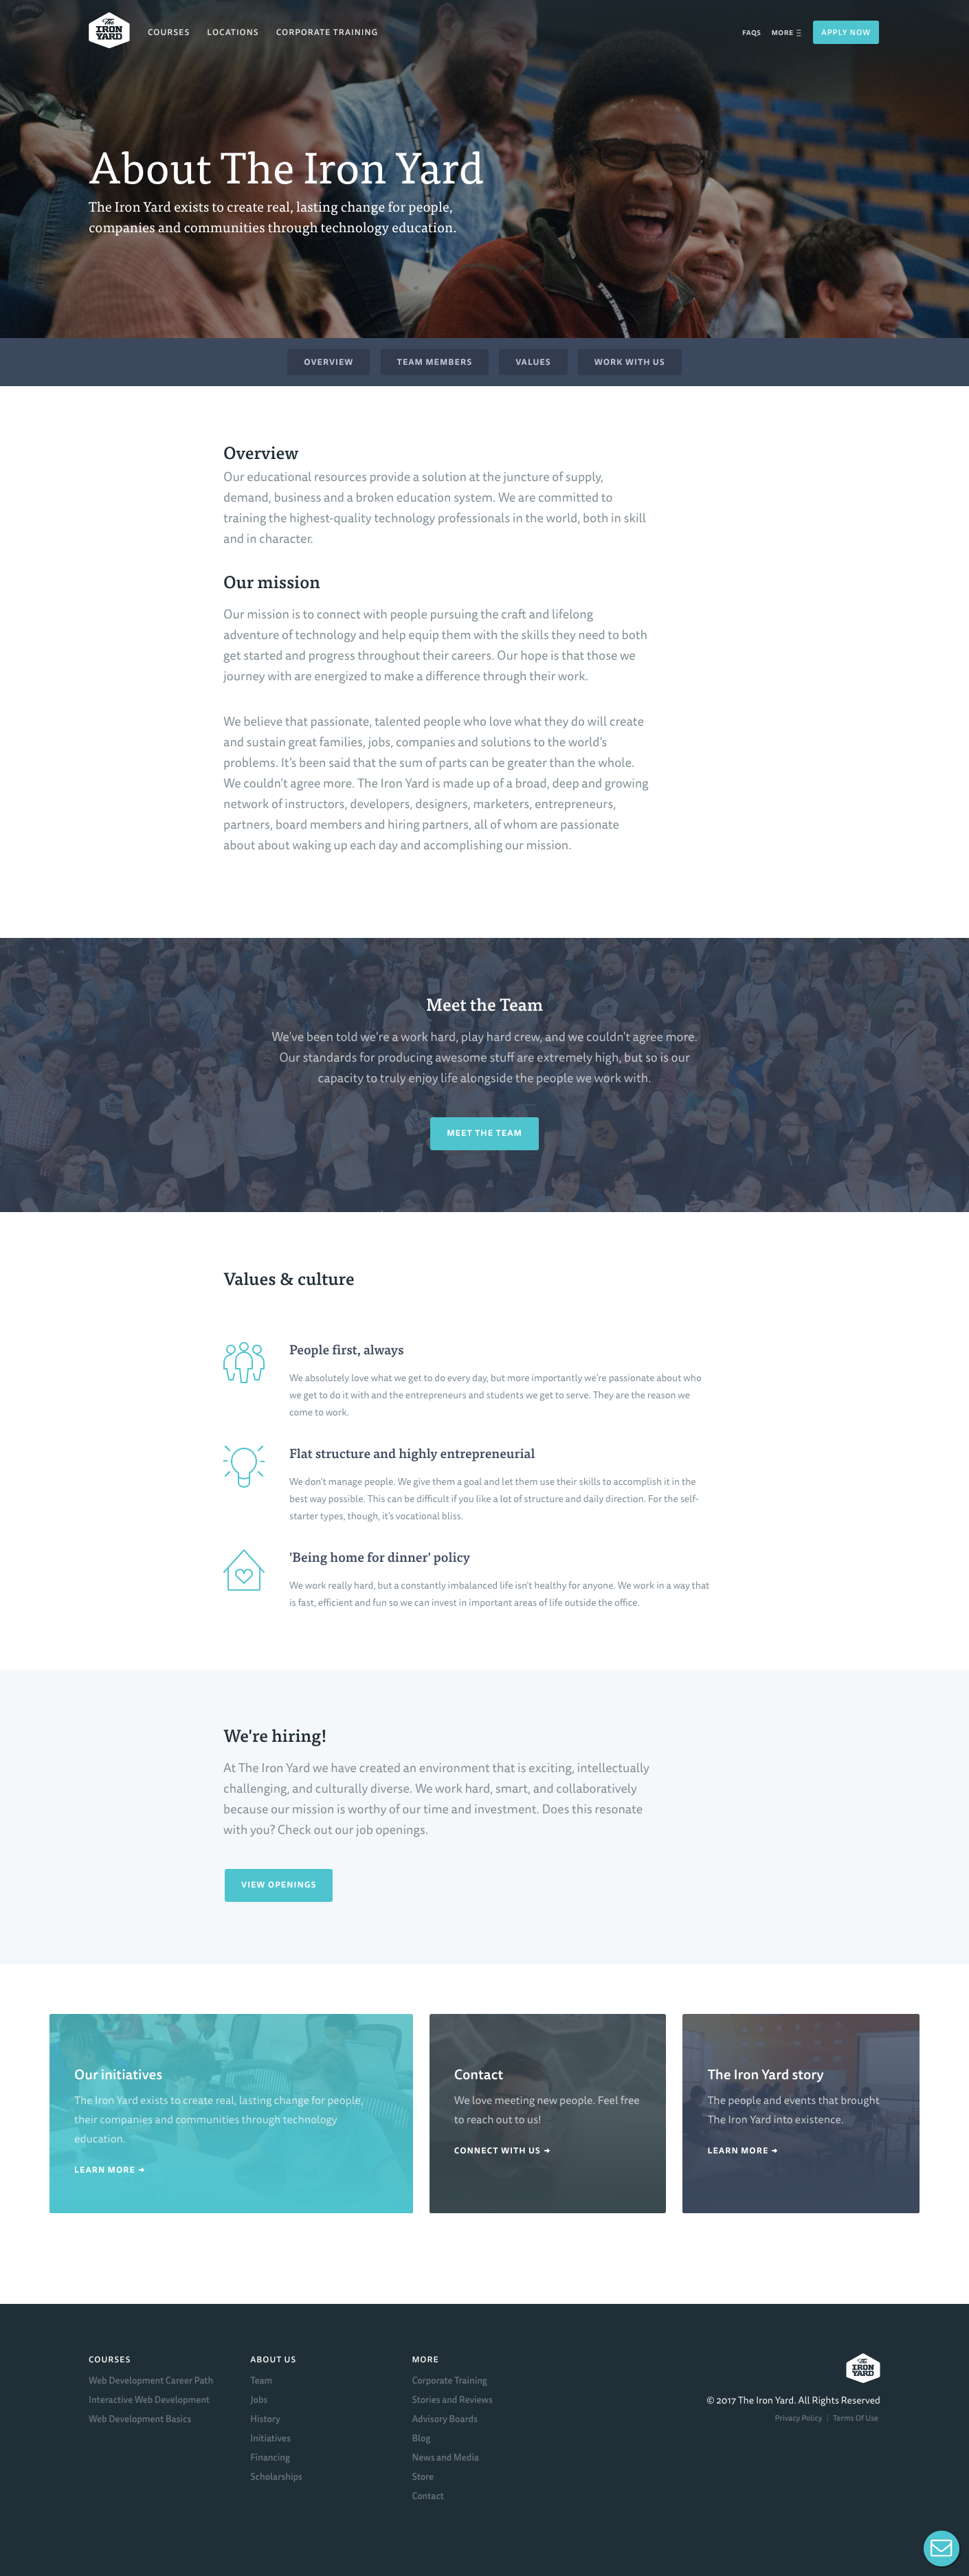 The
IRON
YARD
COURSES LOCATIONS CORPORATE TRAINING
FAQS MORE APPLY NOW
About The Iron Yard
The Iron Yard exists to create real, lasting change for people,
companies and communities through technology education.
THE IRON YARD
OVERVIEW TEAM MEMBERS VALUES WORK WITH US
Overview
Our educational resources provide a solution at the juncture of supply,
demand, business and a broken education system. We are committed to
training the highest-quality technology professionals in the world, both in skill
and in character.
Our mission
Our mission is to connect with people pursuing the craft and lifelong
adventure of technology and help equip them with the skills they need to both
get started and progress throughout their careers. Our hope is that those we
journey with are energized to make a difference through their work.
We believe that passionate, talented people who love what they do will create
and sustain great families, jobs, companies and solutions to the world's
problems. It's been said that the sum of parts can be greater than the whole.
We couldn't agree more. The Iron Yard is made up of a broad, deep and growing
network of instructors, developers, designers, marketers, entrepreneurs,
partners, board members and hiring partners, all of whom are passionate
about about waking up each day and accomplishing our mission.
Meet the Team
We've been told we're a work hard, play hard crew, and we couldn't agree more.
Our standards for producing awesome stuff are extremely high, but so is our
capacity to truly enjoy life alongside the people we work with.
MEET THE TEAM
Values & culture
People first, always
We absolutely love what we get to do every day, but more importantly we're passionate about who
we get to do it with and the entrepreneurs and students we get to serve. They are the reason we
come to work.
Flat structure and highly entrepreneurial
We don't manage people. We give them a goal and let them use their skills to accomplish it in the
best way possible. This can be difficult if you like a lot of structure and daily direction. For the self-
starter types, though, it's vocational bliss.
'Being home for dinner' policy
We work really hard, but a constantly imbalanced life isn't healthy for anyone. We work in a way that
is fast, efficient and fun so we can invest in important areas of life outside the office.
We're hiring!
At The Iron Yard we have created an environment that is exciting, intellectually
challenging, and culturally diverse. We work hard, smart, and collaboratively
because our mission is worthy of our time and investment. Does this resonate
with you? Check out our job openings.
VIEW OPENINGS
Our initiatives
The Iron Yard exists to create real, lasting change for people,
their companies and communities through technology
education.
LEARN MORE ➔
Contact
We love meeting new people. Feel free
to reach out to us!
CONNECT WITH US ➔
The Iron Yard story
The people and events that brought
The Iron Yard into existence.
LEARN MORE ➔
COURSES
Web Development Career Path
Interactive Web Development
Web Development Basics
ABOUT US
Team
Jobs
History
Initiatives
Financing
Scholarships
MORE
Corporate Training
Stories and Reviews
Advisory Boards
Blog
News and Media
Store
Contact
The
IRON
YARD
© 2017 The Iron Yard. All Rights Reserved
Privacy Policy | Terms Of Use